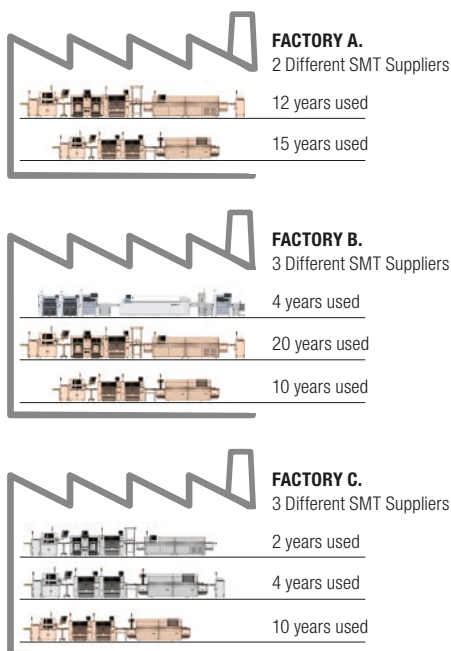 FACTORY A.
2 Different SMT Suppliers
12 years used
15 years used
FACTORY B.
3 Different SMT Suppliers
4 years used
20 years used
10 years used
FACTORY C.
3 Different SMT Suppliers
2 years used
4 years used
10 years used